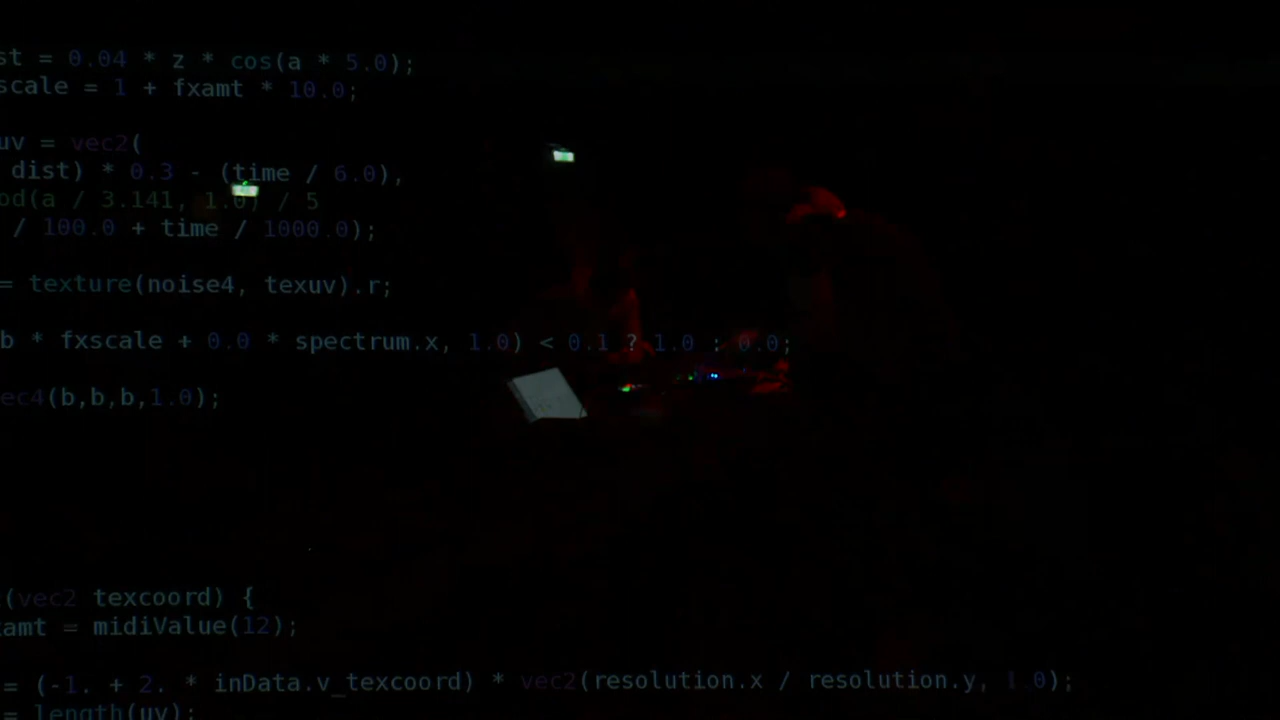 st = 0.04 * z * cos(a * 5.0);
scale = 1 + fxamt * 10.0;
uv = vec2(
dist) * 0.3 - (time / 6.0),
od(a / 3.141, 1.0) / 5
/ 100.0 + time / 1000.0);
= texture(noise4, texuv).r;
b * fxscale + 0.0 * spectrum.x, 1.0) < 0.1 ? 1.0 : 0.0;
ec4(b,b,b,1.0);
(vec2 texcoord) {
amt = midiValue(12);
= (-1. + 2. * inData.v_texcoord) * vec2(resolution.x / resolution.y, 1.0);
= length(uv);